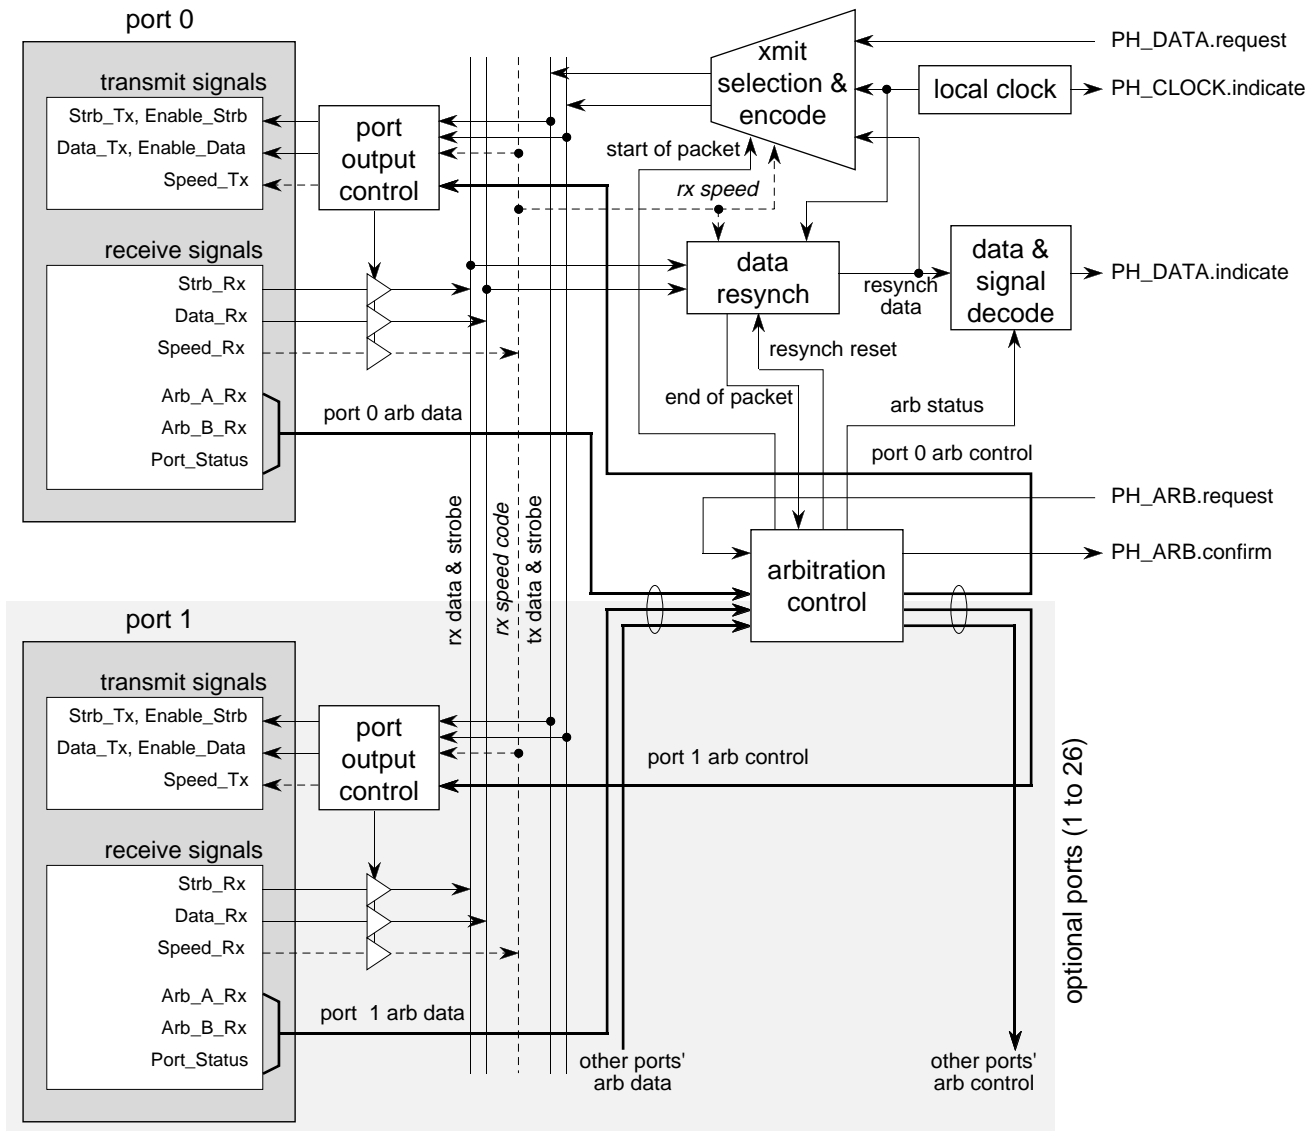 port 0
transmit signals
Strb_Tx, Enable_Strb
Data_Tx, Enable_Data
Speed_Tx
port
output
control
receive signals
Strb_Rx
Data_Rx
Speed_Rx
Arb_A_Rx
Arb_B_Rx
Port_Status
port 0 arb data
xmit
selection &
encode
PH_DATA.request
local clock
PH_CLOCK.indicate
start of packet
rx speed
data
resynch
resynch
data
data &
signal
decode
PH_DATA.indicate
resynch reset
end of packet
arb status
port 0 arb control
PH_ARB.request
arbitration
control
PH_ARB.confirm
rx data & strobe
rx speed code
tx data & strobe
port 1
transmit signals
Strb_Tx, Enable_Strb
Data_Tx, Enable_Data
Speed_Tx
port
output
control
port 1 arb control
receive signals
Strb_Rx
Data_Rx
Speed_Rx
Arb_A_Rx
Arb_B_Rx
Port_Status
port 1 arb data
other ports'
arb data
other ports'
arb control
optional ports (1 to 26)